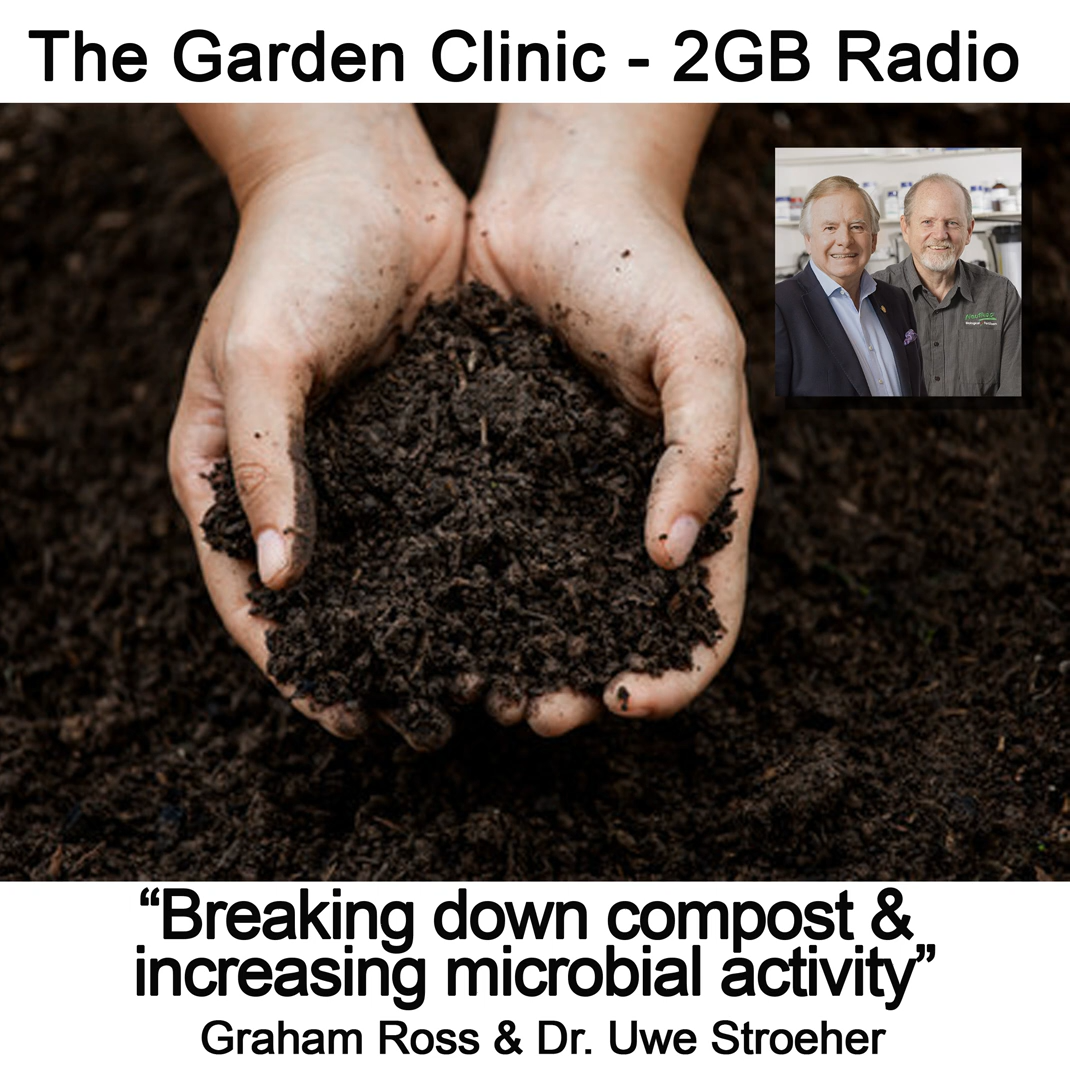 The Garden Clinic - 2GB Radio
“Breaking down compost &
increasing microbial activity”
Graham Ross & Dr. Uwe Stroeher